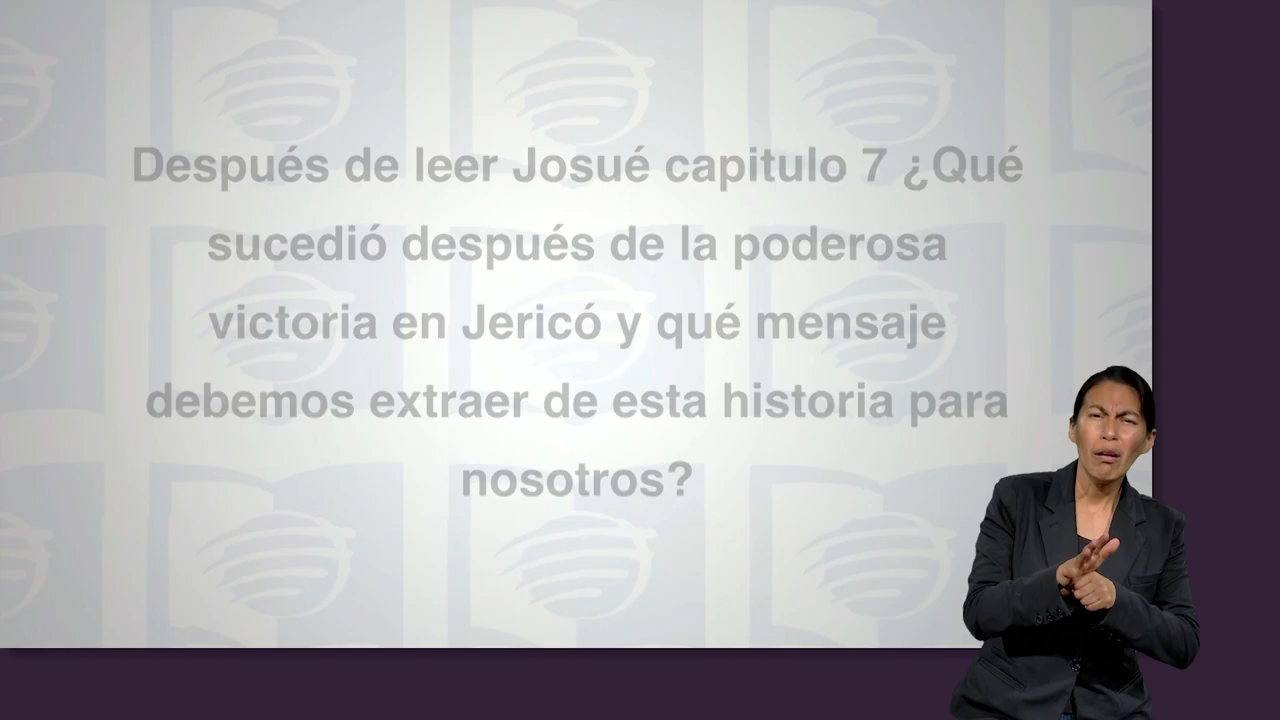 Después de leer Josué capitulo 7 ¿Qué
sucedió después de la poderosa
victoria en Jericó y qué mensaje
debemos extraer de esta historia para
nosotros?